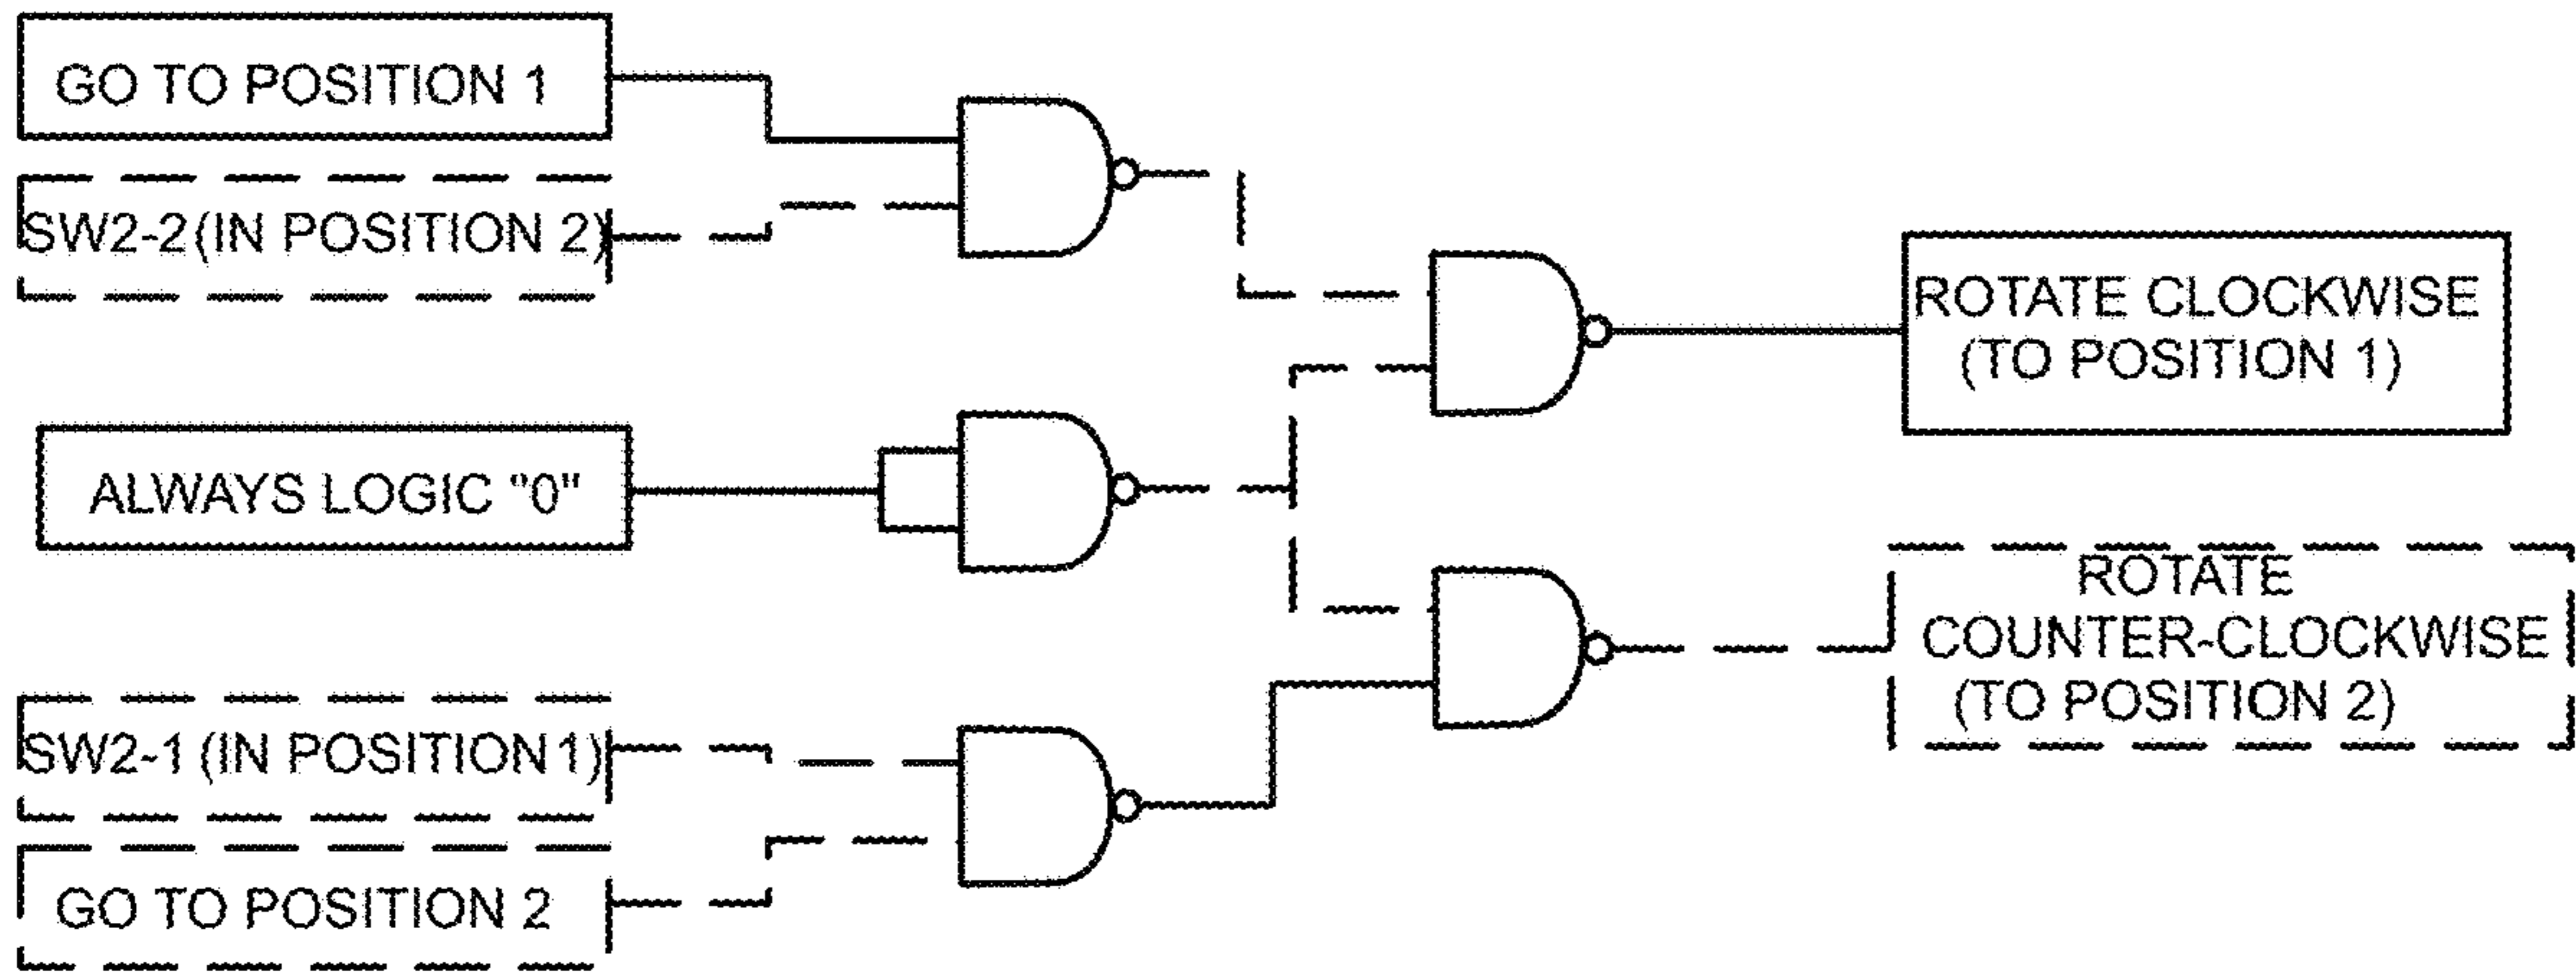 GO TO POSITION 1
SW2-2 (IN POSITION 2)
ROTATE CLOCKWISE
(TO POSITION 1)
ALWAYS LOGIC "0"
ROTATE
COUNTER-CLOCKWISE
(TO POSITION 2)
SW2-1 (IN POSITION 1)
GO TO POSITION 2